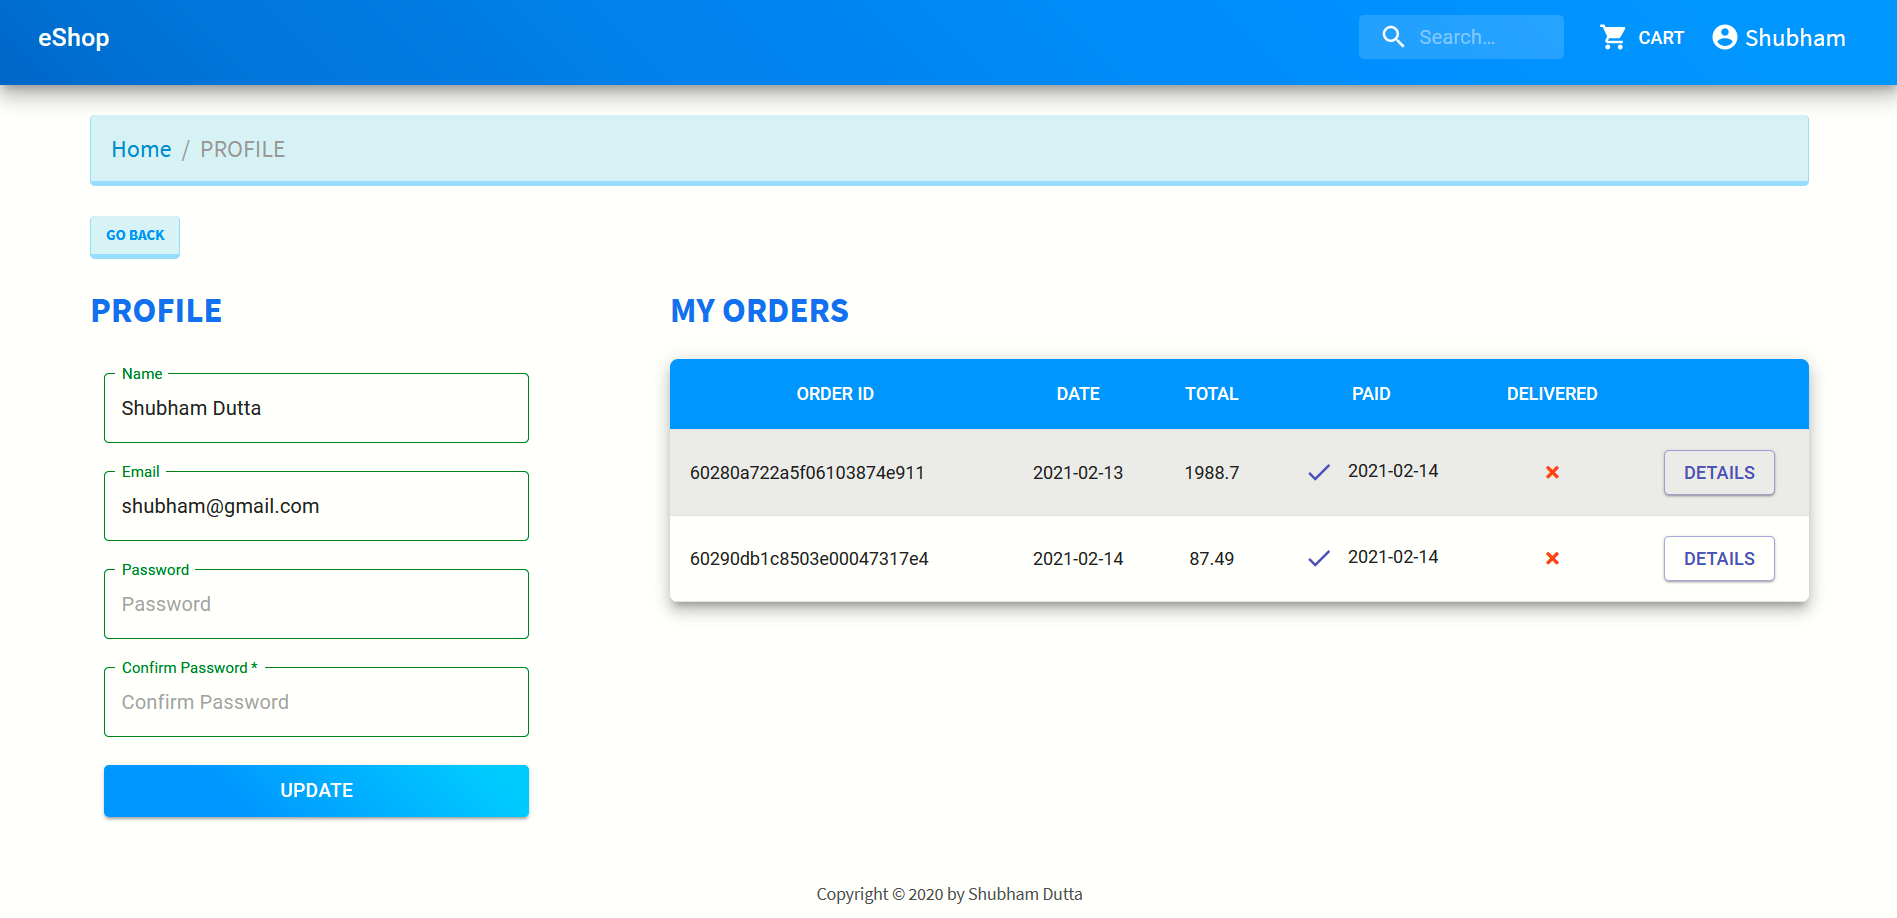 eShop
Search…
CART
Shubham
Home / PROFILE
GO BACK
PROFILE
Name
Shubham Dutta
Email
shubham@gmail.com
Password
Password
Confirm Password *
Confirm Password
UPDATE
MY ORDERS
ORDER ID DATE TOTAL PAID DELIVERED
60280a722a5f06103874e911 2021-02-13 1988.7 2021-02-14 DETAILS
60290db1c8503e00047317e4 2021-02-14 87.49 2021-02-14 DETAILS
Copyright © 2020 by Shubham Dutta